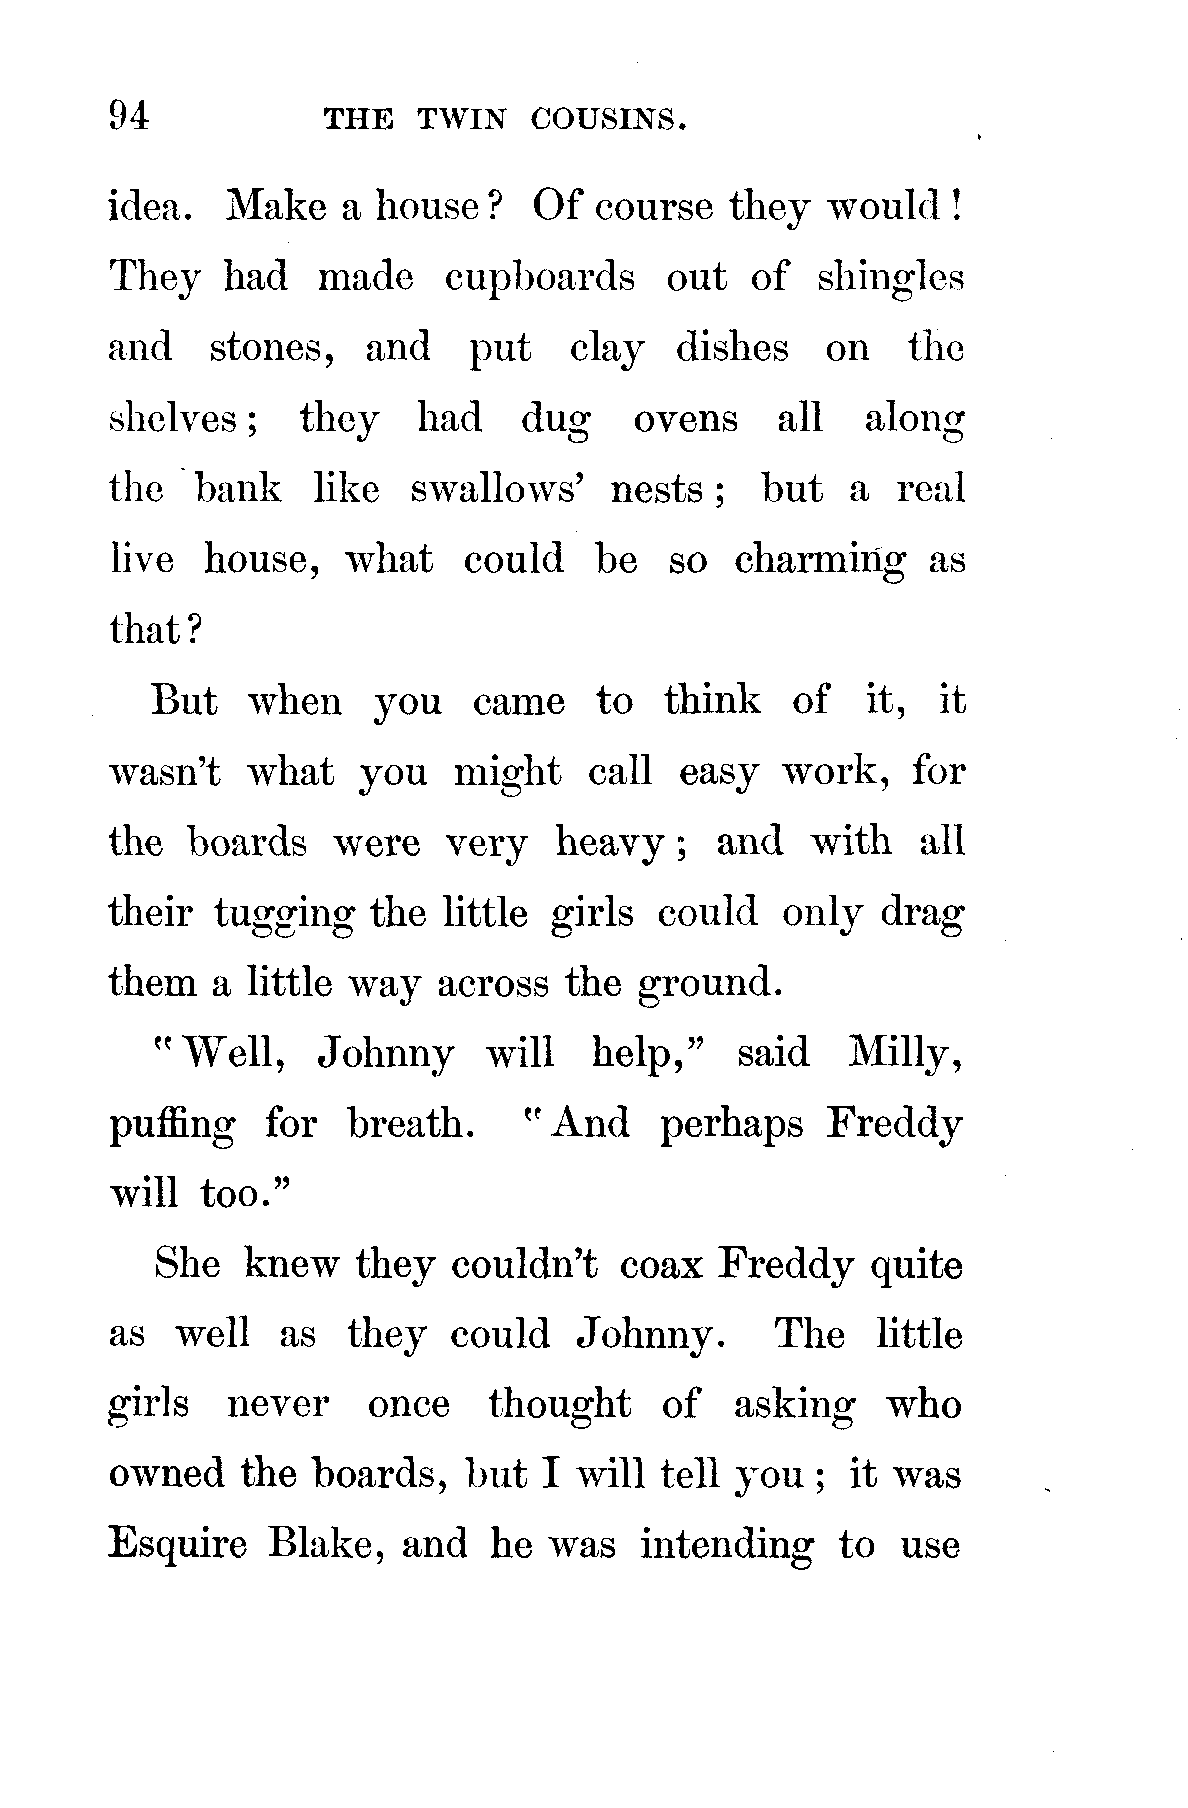 94 THE TWIN COUSINS.
idea. Make a house? Of course they would!
They had made cupboards out of shingles
and stones, and put clay dishes on the
shelves; they had dug ovens all along
the bank like swallows' nests; but a real
live house, what could be so charming as
that?
But when you came to think of it, it
wasn't what you might call easy work, for
the boards were very heavy; and with all
their tugging the little girls could only drag
them a little way across the ground.
"Well, Johnny will help," said Milly,
puffing for breath. "And perhaps Freddy
will too."
She knew they couldn't coax Freddy quite
as well as they could Johnny. The little
girls never once thought of asking who
owned the boards, but I will tell you; it was
Esquire Blake, and he was intending to use